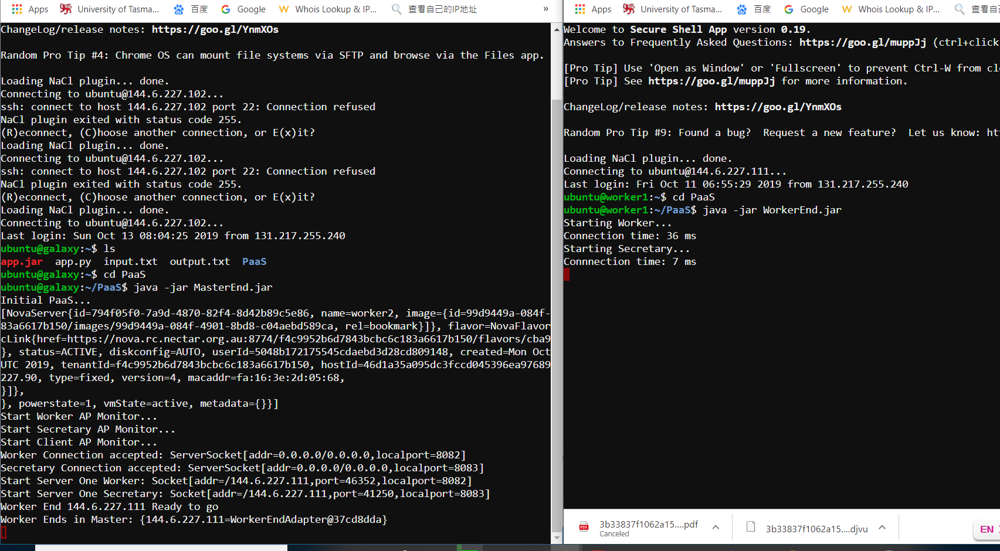 Apps University of Tasma... 百度 Google Whois Lookup & IP... 查看自己的IP地址 »
ChangeLog/release notes: https://goo.gl/YnmXOs
Random Pro Tip #4: Chrome OS can mount file systems via SFTP and browse via the Files app.
Loading NaCl plugin... done.
Connecting to ubuntu@144.6.227.102...
ssh: connect to host 144.6.227.102 port 22: Connection refused
NaCl plugin exited with status code 255.
(R)econnect, (C)hoose another connection, or E(x)it?
Loading NaCl plugin... done.
Connecting to ubuntu@144.6.227.102...
ssh: connect to host 144.6.227.102 port 22: Connection refused
NaCl plugin exited with status code 255.
(R)econnect, (C)hoose another connection, or E(x)it?
Loading NaCl plugin... done.
Connecting to ubuntu@144.6.227.102...
Last login: Sun Oct 13 08:04:25 2019 from 131.217.255.240
ubuntu@galaxy:~$ ls
app.jar app.py input.txt output.txt PaaS
ubuntu@galaxy:~$ cd PaaS
ubuntu@galaxy:~/PaaS$ java -jar MasterEnd.jar
Initial PaaS...
[NovaServer{id=794f05f0-7a9d-4870-82f4-8d42b89c5e86, name=worker2, image={id=99d9449a-084f-
83a6617b150/images/99d9449a-084f-4901-8bd8-c04aebd589ca, rel=bookmark}]}, flavor=NovaFlavor
cLink{href=https://nova.rc.nectar.org.au:8774/f4c9952b6d7843bcbc6c183a6617b150/flavors/cba9
}, status=ACTIVE, diskconfig=AUTO, userId=5048b172175545cdaebd3d28cd809148, created=Mon Oct
UTC 2019, tenantId=f4c9952b6d7843bcbc6c183a6617b150, hostId=46d1a35a095dc3fccd045396ea97689
227.90, type=fixed, version=4, macaddr=fa:16:3e:2d:05:68,
}]},
}, powerstate=1, vmState=active, metadata={}}]
Start Worker AP Monitor...
Start Secretary AP Monitor...
Start Client AP Monitor...
Worker Connection accepted: ServerSocket[addr=0.0.0.0/0.0.0.0,localport=8082]
Secretary Connection accepted: ServerSocket[addr=0.0.0.0/0.0.0.0,localport=8083]
Start Server One Worker: Socket[addr=/144.6.227.111,port=46352,localport=8082]
Start Server One Secretary: Socket[addr=/144.6.227.111,port=41250,localport=8083]
Worker End 144.6.227.111 Ready to go
Worker Ends in Master: {144.6.227.111=WorkerEndAdapter@37cd8dda}
Apps University of Tasma... 百度 Google Whois Lookup & IP... 查看自
Welcome to Secure Shell App version 0.19.
Answers to Frequently Asked Questions: https://goo.gl/muppJj (ctrl+click
[Pro Tip] Use 'Open as Window' or 'Fullscreen' to prevent Ctrl-W from cl
[Pro Tip] See https://goo.gl/muppJj for more information.
ChangeLog/release notes: https://goo.gl/YnmXOs
Random Pro Tip #9: Found a bug? Request a new feature? Let us know: ht
Loading NaCl plugin... done.
Connecting to ubuntu@144.6.227.111...
Last login: Fri Oct 11 06:55:29 2019 from 131.217.255.240
ubuntu@worker1:~$ cd PaaS
ubuntu@worker1:~/PaaS$ java -jar WorkerEnd.jar
Starting Worker...
Connection time: 36 ms
Starting Secretary...
Connnection time: 7 ms
3b33837f1062a15....pdf
Canceled
3b33837f1062a15....djvu
EN